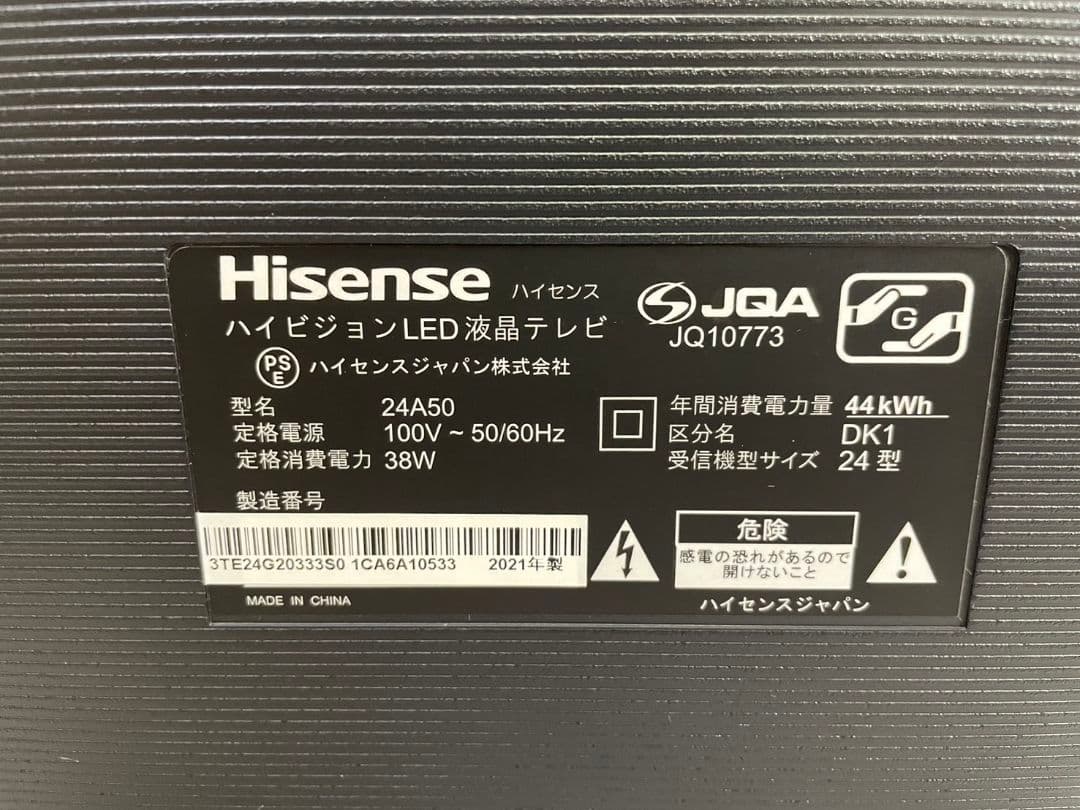 Hisense ハイセンス
ハイビジョンLED液晶テレビ
PSE ハイセンスジャパン株式会社
JQA
JQ10773
G
型名 24A50
定格電源 100V ~ 50/60Hz
定格消費電力 38W
年間消費電力量 44kWh
区分名 DK1
受信機型サイズ 24型
製造番号
3TE24G20333S0 1CA6A10533 2021年製
MADE IN CHINA
危険
感電の恐れがあるので
開けないこと
ハイセンスジャパン